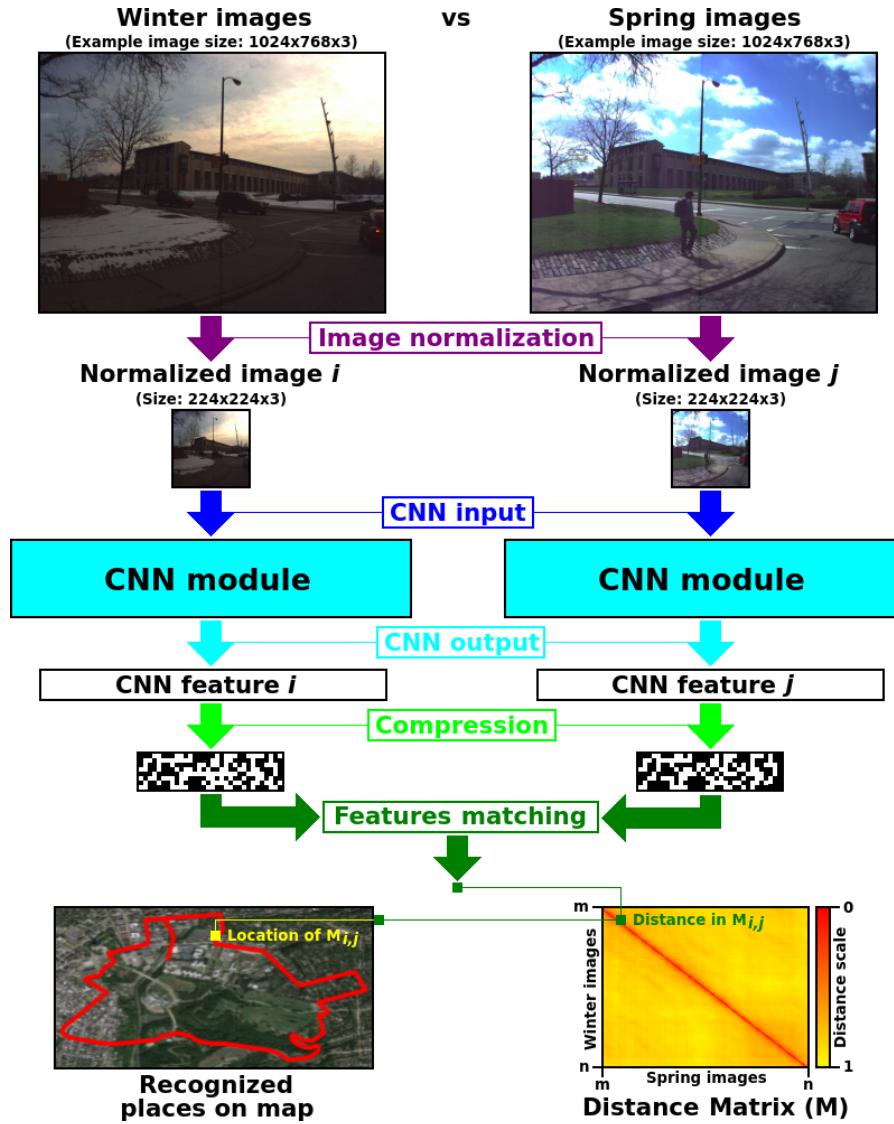 Winter images vs Spring images
(Example image size: 1024x768x3) (Example image size: 1024x768x3)
Image normalization
Normalized image i Normalized image j
(Size: 224x224x3) (Size: 224x224x3)
CNN input
CNN module CNN module
CNN output
CNN feature i CNN feature j
Compression
Features matching
Location of Mi,j
Recognized
places on map
m
Distance in Mi,j
Winter images
n
m Spring images n
0
Distance scale
1
Distance Matrix (M)